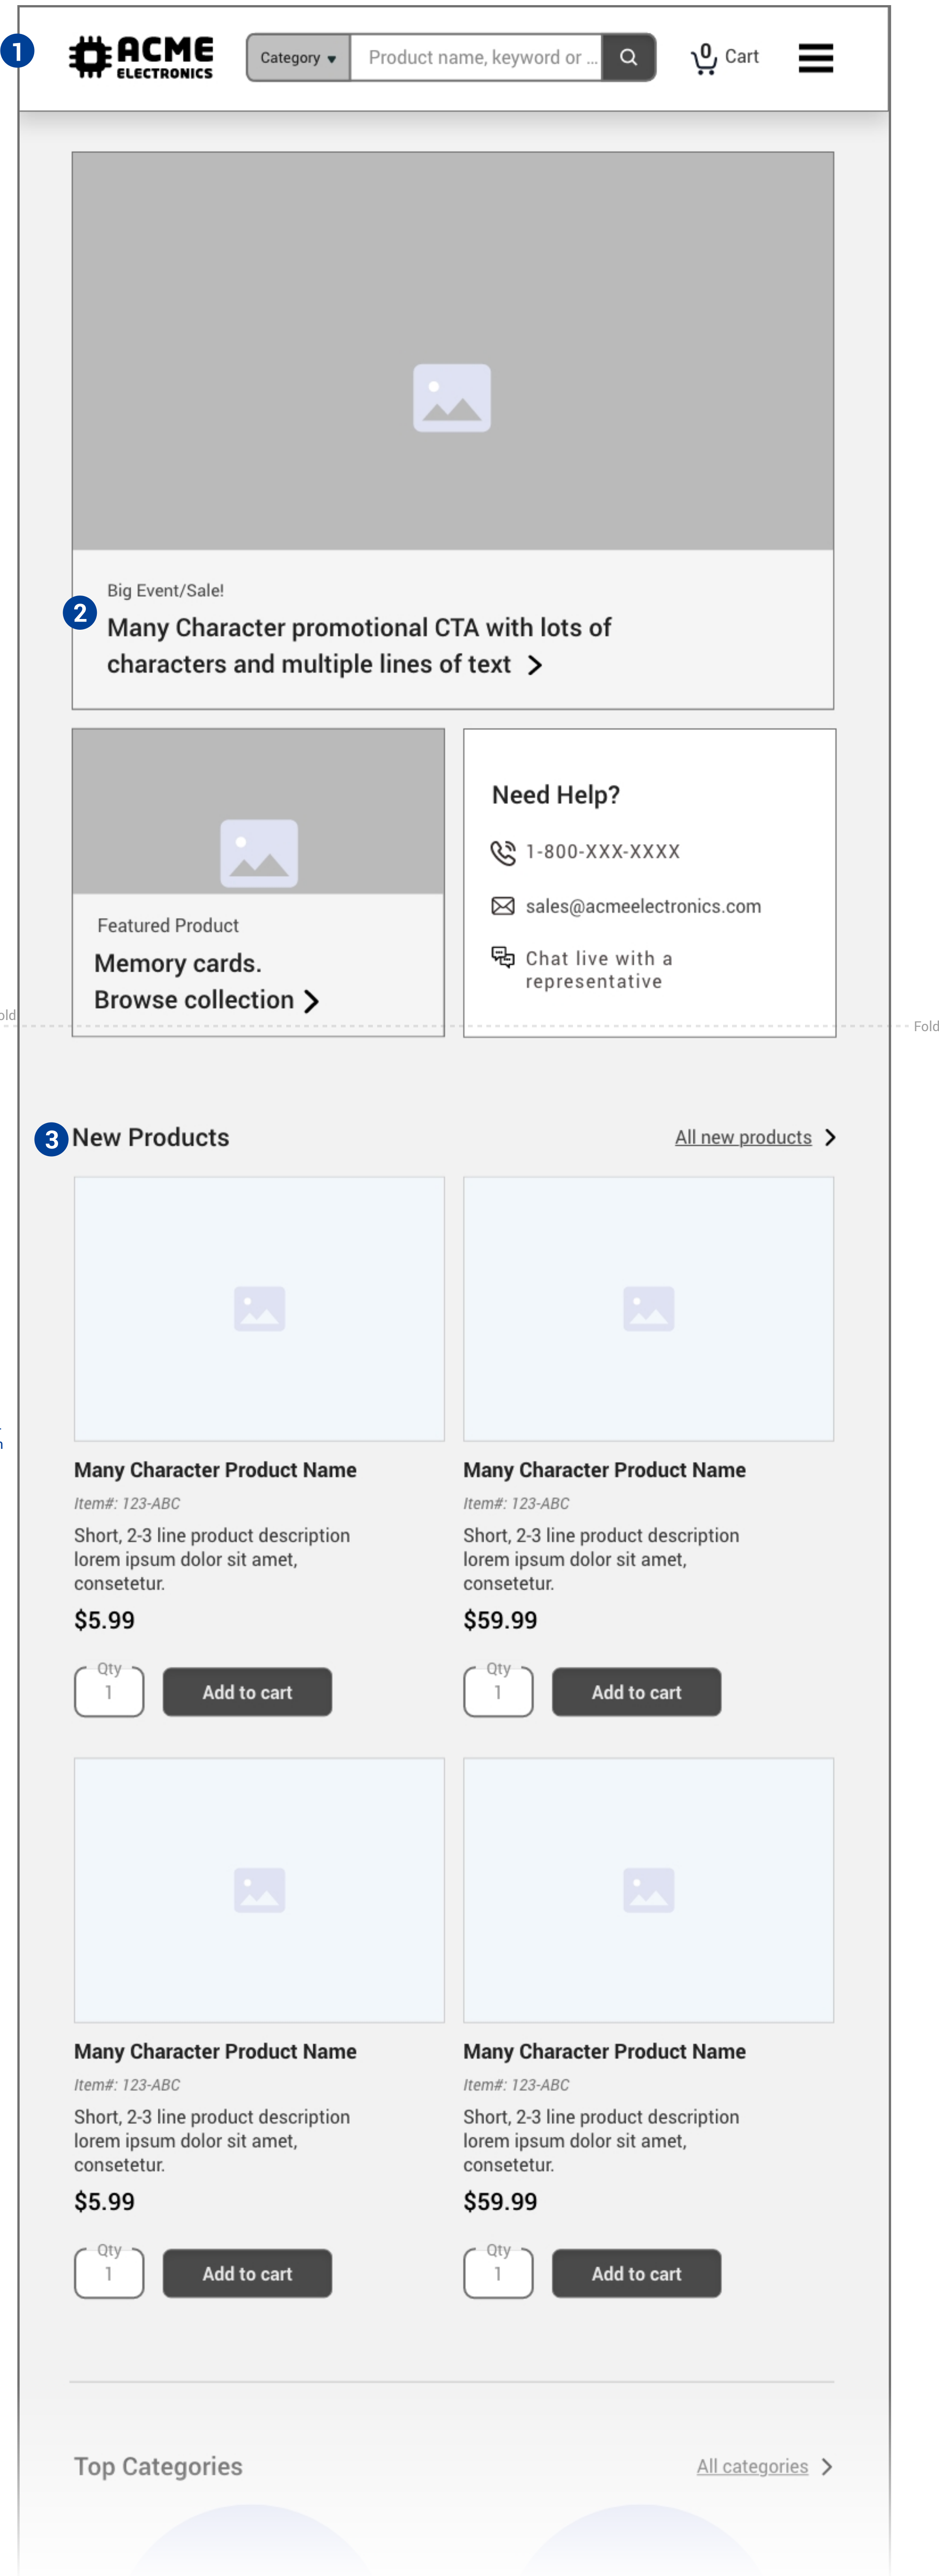 1
ACME
ELECTRONICS
Category
Product name, keyword or ...
0
Cart
Big Event/Sale!
2
Many Character promotional CTA with lots of
characters and multiple lines of text
Featured Product
Memory cards.
Browse collection
Need Help?
1-800-XXX-XXXX
sales@acmeelectronics.com
Chat live with a
representative
Fold
3
New Products
All new products
Many Character Product Name
Item#: 123-ABC
Short, 2-3 line product description
lorem ipsum dolor sit amet,
consetetur.
$5.99
Qty
1
Add to cart
Many Character Product Name
Item#: 123-ABC
Short, 2-3 line product description
lorem ipsum dolor sit amet,
consetetur.
$59.99
Qty
1
Add to cart
Many Character Product Name
Item#: 123-ABC
Short, 2-3 line product description
lorem ipsum dolor sit amet,
consetetur.
$5.99
Qty
1
Add to cart
Many Character Product Name
Item#: 123-ABC
Short, 2-3 line product description
lorem ipsum dolor sit amet,
consetetur.
$59.99
Qty
1
Add to cart
Top Categories
All categories